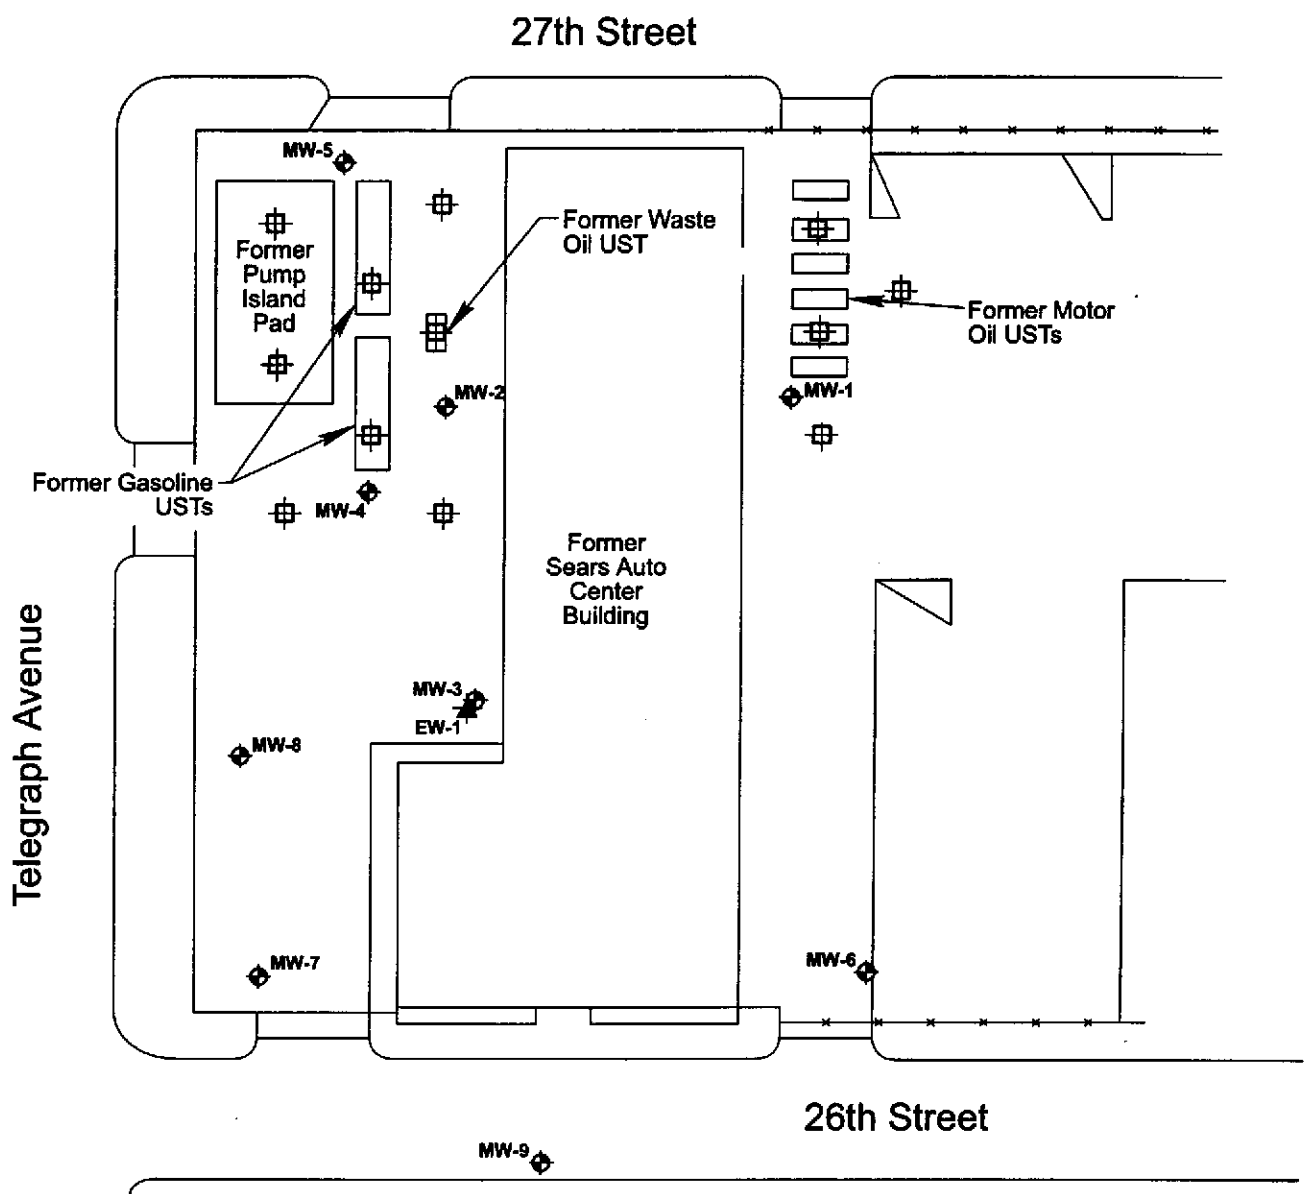 27th Street
MW-5
Former Waste
Oil UST
Former
Pump
Island
Pad
Former Motor
Oil USTs
MW-2
MW-1
Former Gasoline
USTs
MW-4
Former
Sears Auto
Center
Building
Telegraph Avenue
MW-3
EW-1
MW-8
MW-7
MW-6
26th Street
MW-9